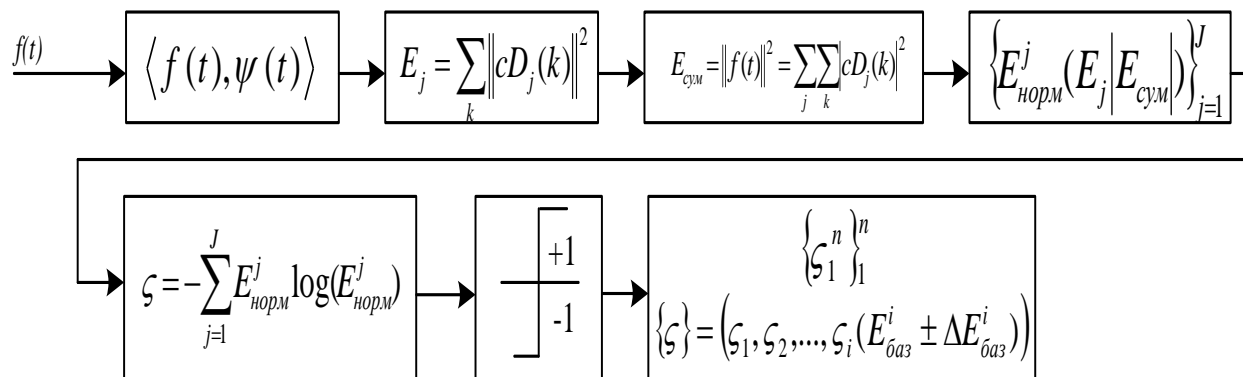 f(t)
⟨f(t),ψ(t)⟩
E_j = ∑_k ‖cD_j(k)‖²
E_сум = ‖f(t)‖² = ∑_j ∑_k |cD_j(k)|²
{E^j_норм(E_j|E_сум|)}^J_{j=1}
ς = −∑^J_{j=1} E^j_норм log(E^j_норм)
+1
-1
{ς^n_1}^n_1
{ς} = (ς_1, ς_2,..., ς_i(E^i_баз ± ΔE^i_баз))